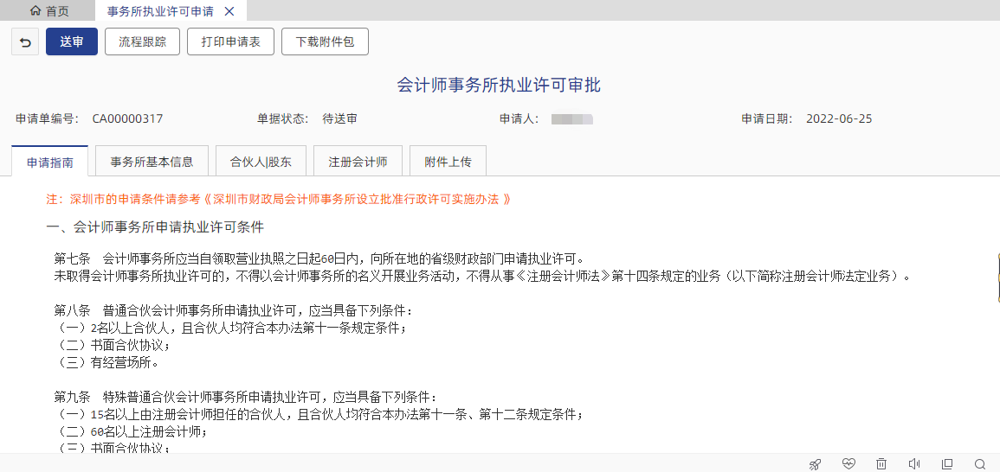 首页 事务所执业许可申请
送审 流程跟踪 打印申请表 下载附件包
会计师事务所执业许可审批
申请单编号： CA00000317 单据状态： 待送审 申请人： 申请日期： 2022-06-25
申请指南 事务所基本信息 合伙人|股东 注册会计师 附件上传
注：深圳市的申请条件请参考《深圳市财政局会计师事务所设立批准行政许可实施办法 》
一、会计师事务所申请执业许可条件
第七条 会计师事务所应当自领取营业执照之日起60日内，向所在地的省级财政部门申请执业许可。
未取得会计师事务所执业许可的，不得以会计师事务所的名义开展业务活动，不得从事《注册会计师法》第十四条规定的业务（以下简称注册会计师法定业务）。
第八条 普通合伙会计师事务所申请执业许可，应当具备下列条件：
（一）2名以上合伙人，且合伙人均符合本办法第十一条规定条件；
（二）书面合伙协议；
（三）有经营场所。
第九条 特殊普通合伙会计师事务所申请执业许可，应当具备下列条件：
（一）15名以上由注册会计师担任的合伙人，且合伙人均符合本办法第十一条、第十二条规定条件；
（二）60名以上注册会计师；
（三）书面合伙协议；